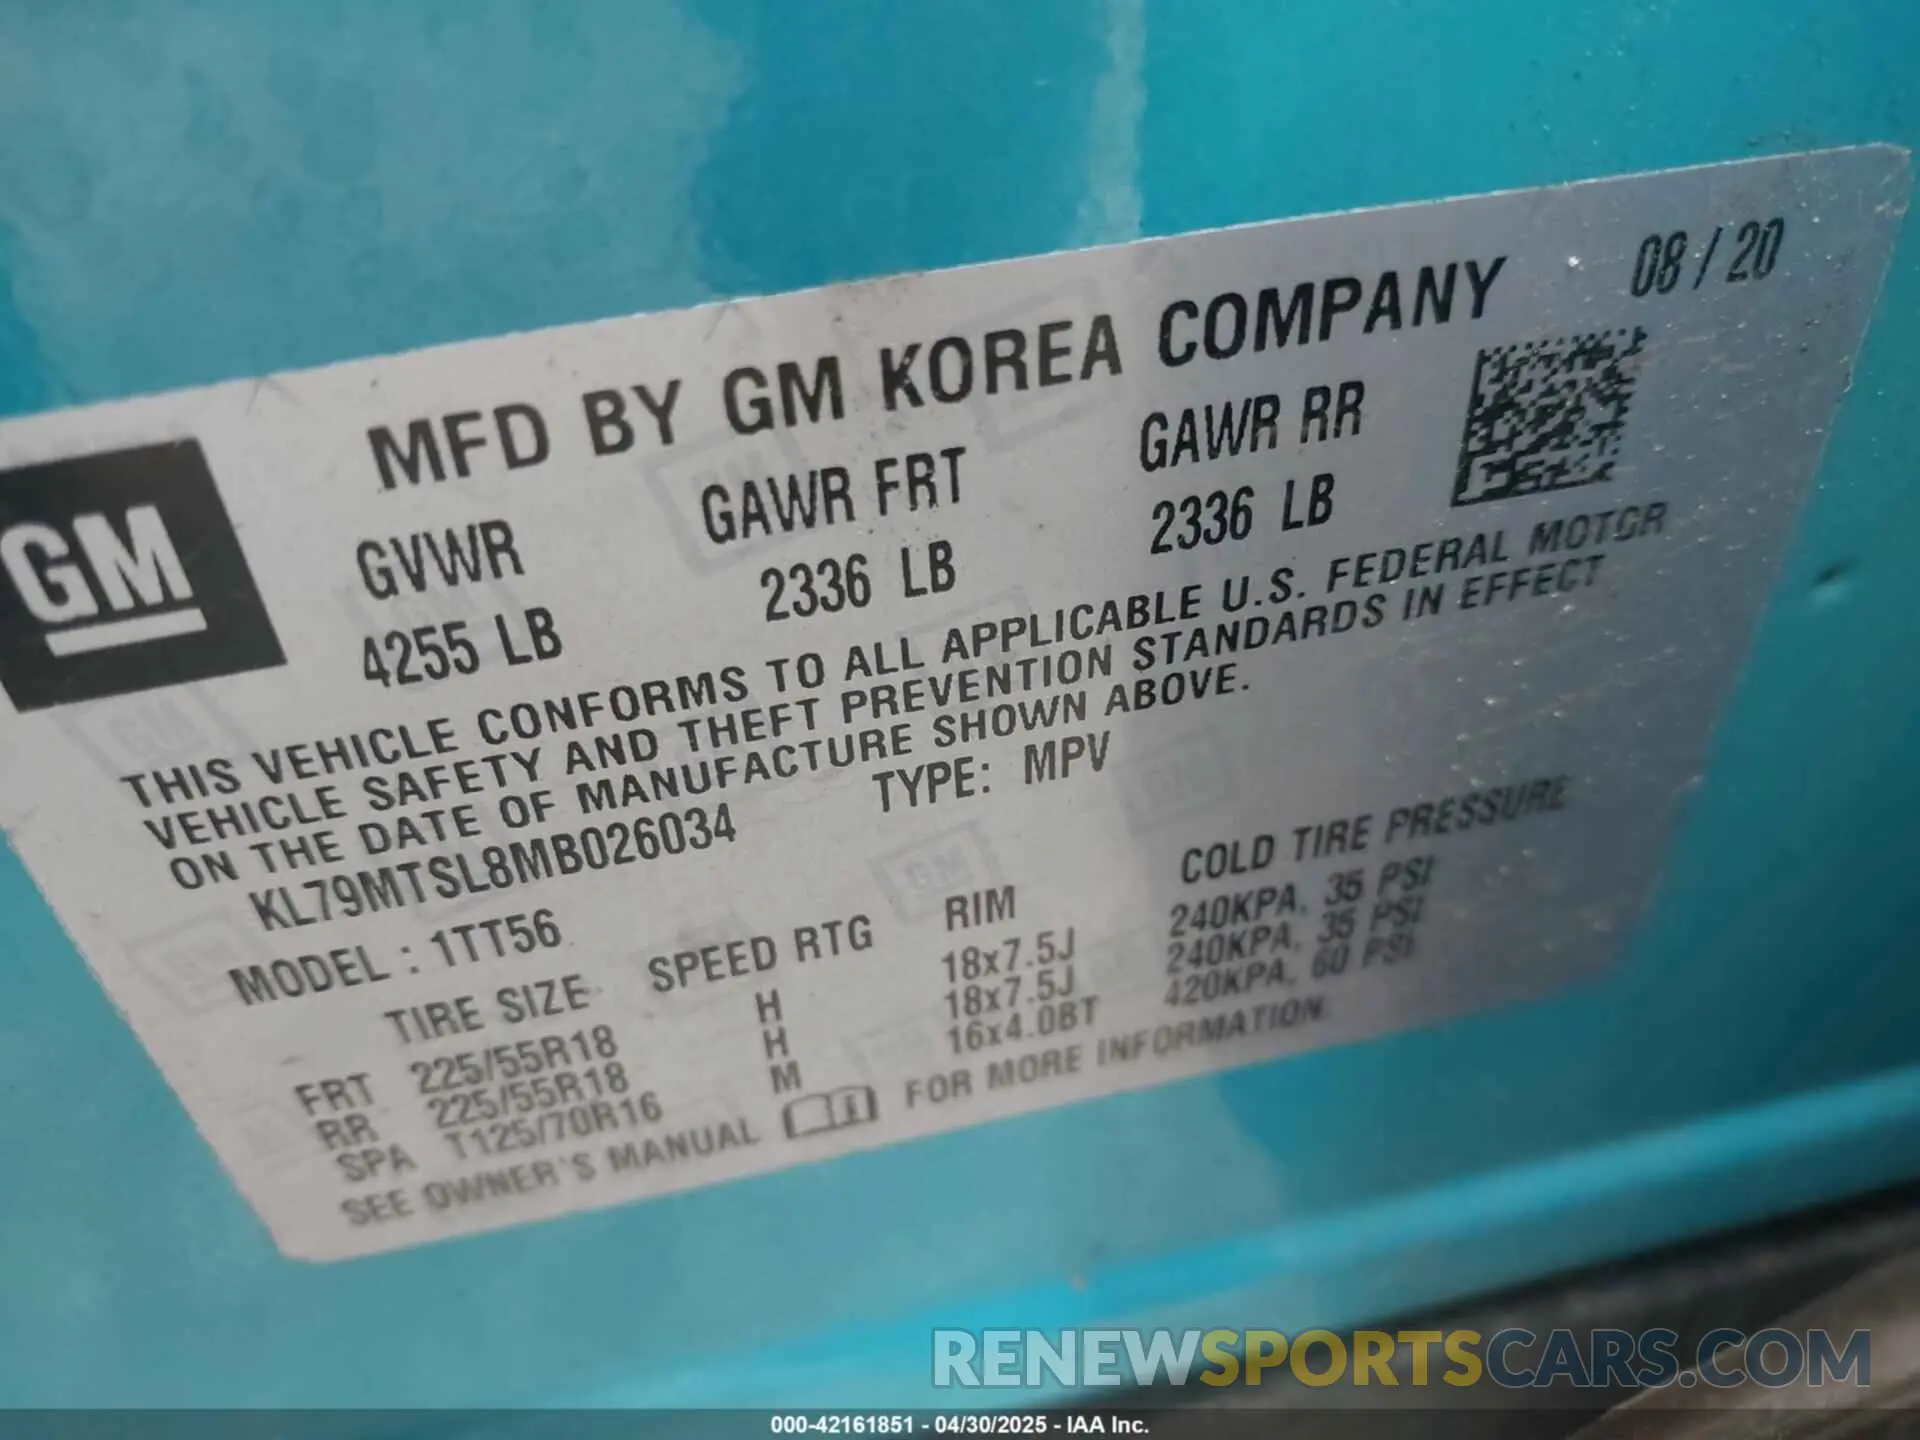 08 / 20
MFD BY GM KOREA COMPANY
GM
GVWR GAWR FRT GAWR RR
4255 LB 2336 LB 2336 LB
THIS VEHICLE CONFORMS TO ALL APPLICABLE U.S. FEDERAL MOTOR
VEHICLE SAFETY AND THEFT PREVENTION STANDARDS IN EFFECT
ON THE DATE OF MANUFACTURE SHOWN ABOVE.
KL79MTSL8MB026034 TYPE: MPV
MODEL : 1TT56
TIRE SIZE SPEED RTG RIM COLD TIRE PRESSURE
FRT 225/55R18 H 18x7.5J 240KPA, 35 PSI
RR 225/55R18 H 18x7.5J 240KPA, 35 PSI
SPA T125/70R16 M 16x4.0BT 420KPA, 60 PSI
SEE OWNER'S MANUAL FOR MORE INFORMATION.
RENEWSPORTSCARS.COM
000-42161851 - 04/30/2025 - IAA Inc.